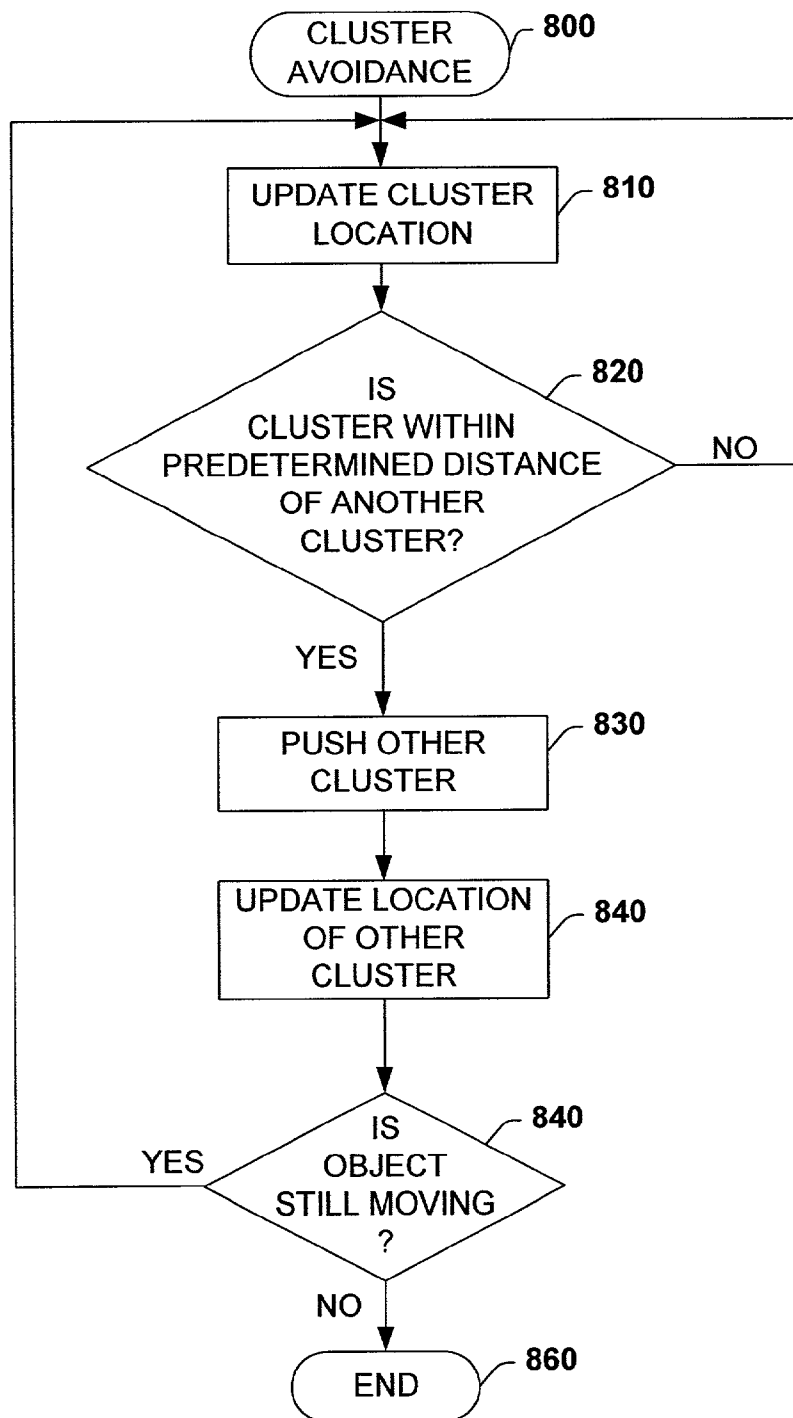 CLUSTER
AVOIDANCE
800
UPDATE CLUSTER
LOCATION
810
IS
CLUSTER WITHIN
PREDETERMINED DISTANCE
OF ANOTHER
CLUSTER?
820
NO
YES
PUSH OTHER
CLUSTER
830
UPDATE LOCATION
OF OTHER
CLUSTER
840
IS
OBJECT
STILL MOVING
?
840
YES
NO
END
860